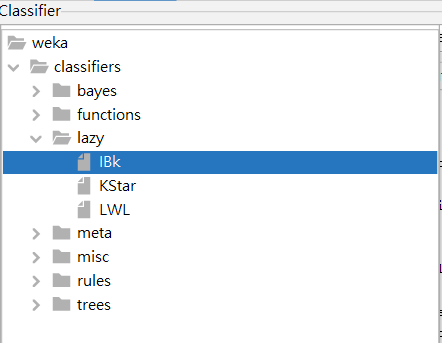 Classifier
weka
classifiers
bayes
functions
lazy
IBk
KStar
LWL
meta
misc
rules
trees